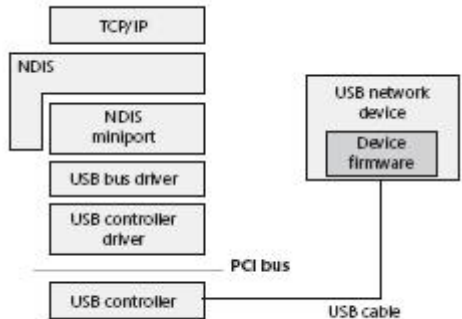 TCP/IP
NDIS
NDIS
miniport
USB bus driver
USB controller
driver
PCI bus
USB controller
USB network
device
Device
firmware
USB cable